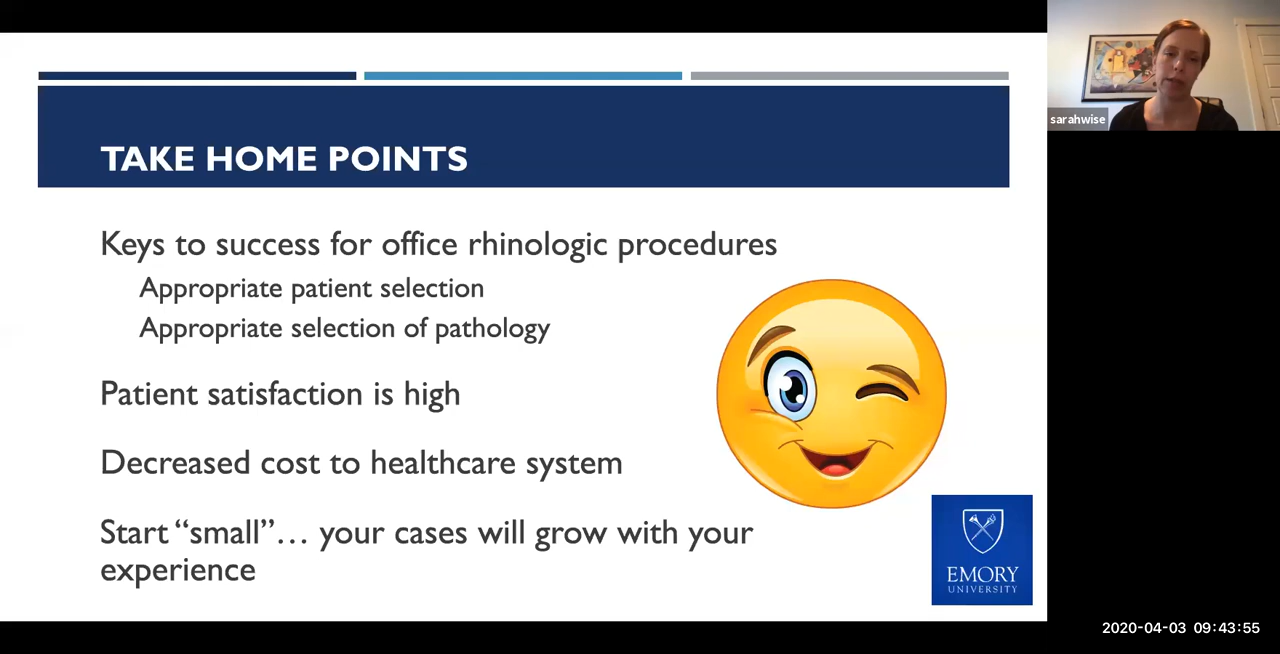 TAKE HOME POINTS
Keys to success for office rhinologic procedures
Appropriate patient selection
Appropriate selection of pathology
Patient satisfaction is high
Decreased cost to healthcare system
Start “small”… your cases will grow with your
experience
EMORY
UNIVERSITY
sarahwise
2020-04-03 09:43:55